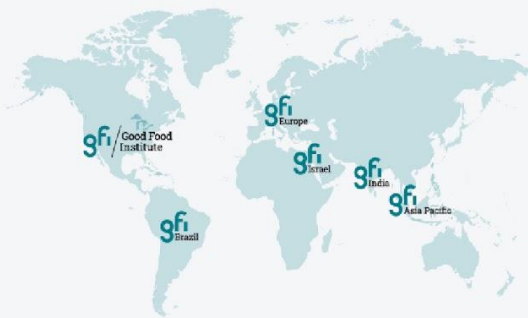 gfi / Good Food
Institute
gfi
Europe
gfi
Israel
gfi
India
gfi
Asia Pacific
gfi
Brazil